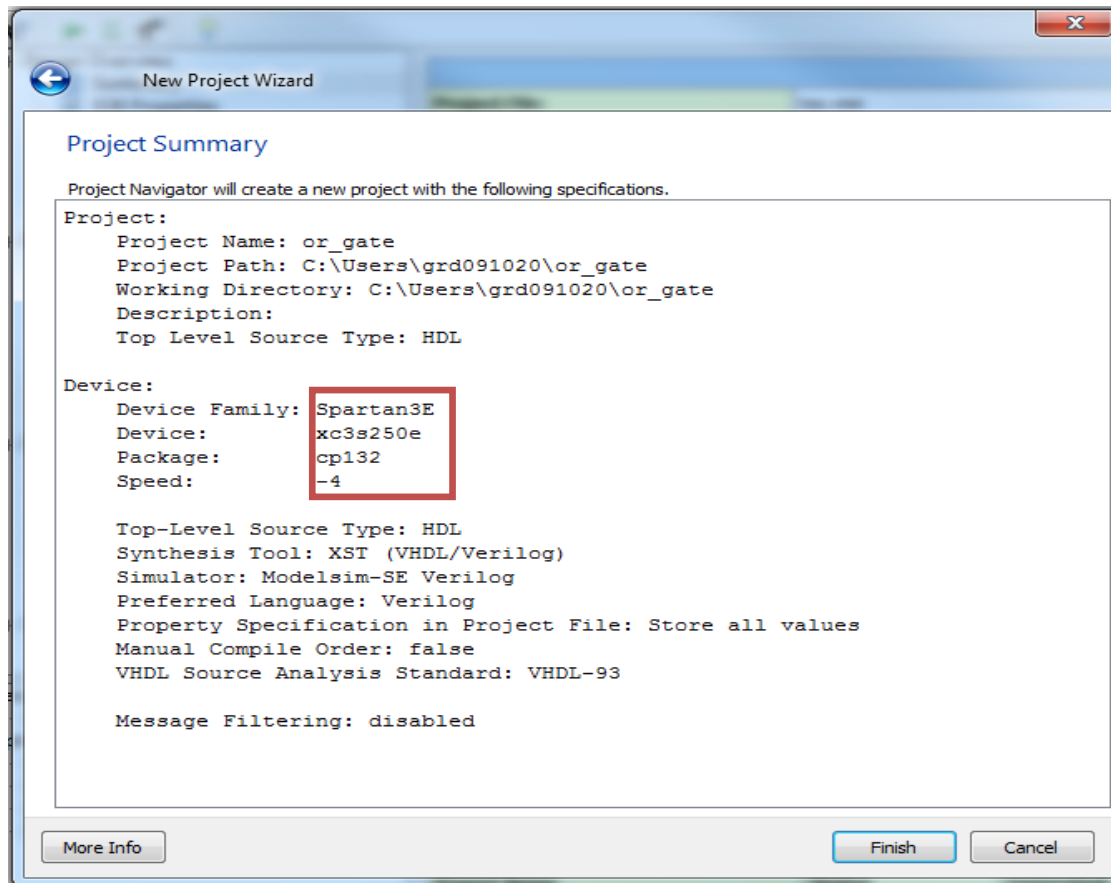 New Project Wizard
Project Summary
Project Navigator will create a new project with the following specifications.
Project:
Project Name: or_gate
Project Path: C:\Users\grd091020\or_gate
Working Directory: C:\Users\grd091020\or_gate
Description:
Top Level Source Type: HDL
Device:
Device Family: Spartan3E
Device: xc3s250e
Package: cp132
Speed: -4
Top-Level Source Type: HDL
Synthesis Tool: XST (VHDL/Verilog)
Simulator: Modelsim-SE Verilog
Preferred Language: Verilog
Property Specification in Project File: Store all values
Manual Compile Order: false
VHDL Source Analysis Standard: VHDL-93
Message Filtering: disabled
More Info Finish Cancel